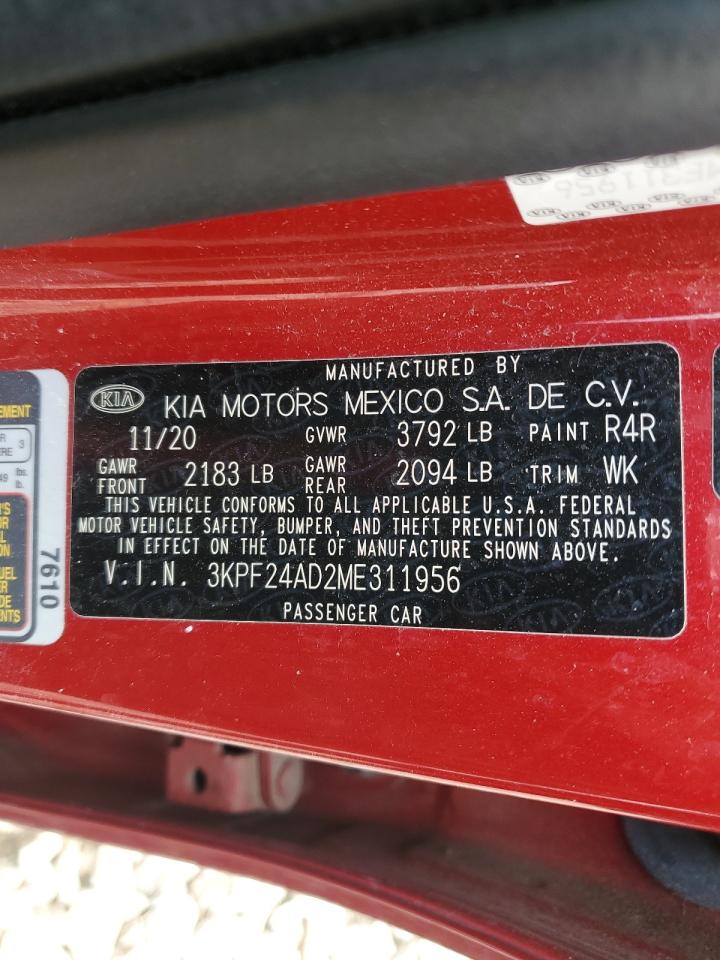 ME311956
MANUFACTURED BY
KIA KIA MOTORS MEXICO S.A. DE C.V.
11/20 GVWR 3792 LB PAINT R4R
GAWR FRONT 2183 LB GAWR REAR 2094 LB TRIM WK
THIS VEHICLE CONFORMS TO ALL APPLICABLE U.S.A. FEDERAL
MOTOR VEHICLE SAFETY, BUMPER, AND THEFT PREVENTION STANDARDS
IN EFFECT ON THE DATE OF MANUFACTURE SHOWN ABOVE.
V.I.N. 3KPF24AD2ME311956
PASSENGER CAR
7610